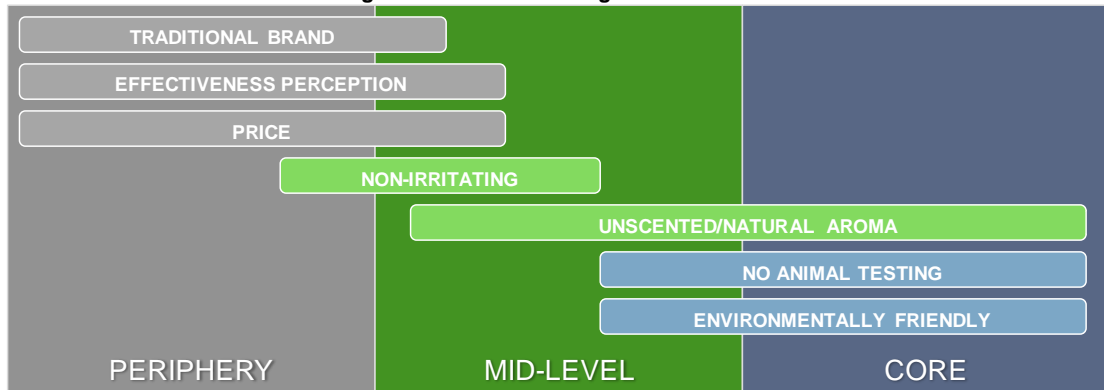 TRADITIONAL BRAND
EFFECTIVENESS PERCEPTION
PRICE
NON-IRRITATING
UNSCENTED/NATURAL AROMA
NO ANIMAL TESTING
ENVIRONMENTALLY FRIENDLY
PERIPHERY MID-LEVEL CORE